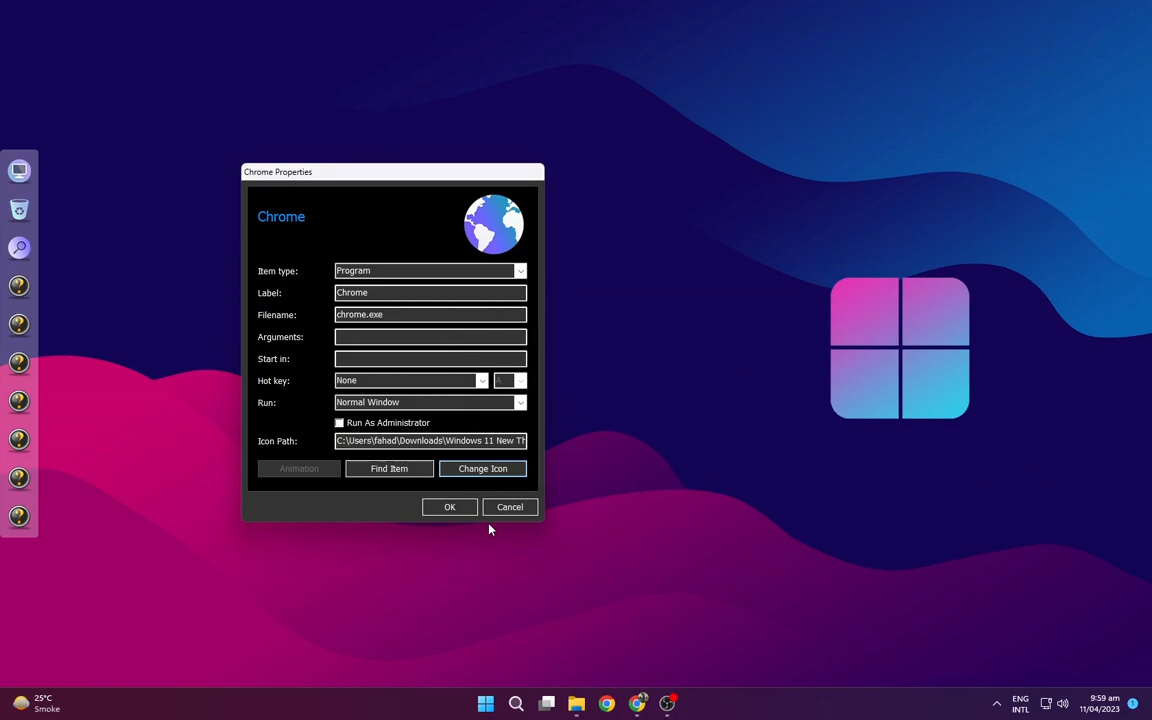 Chrome Properties
Chrome
Item type:
Program
Label:
Chrome
Filename:
chrome.exe
Arguments:
Start in:
Hot key:
None
A
Run:
Normal Window
Run As Administrator
Icon Path:
C:\Users\fahad\Downloads\Windows 11 New Th
Animation
Find Item
Change Icon
OK
Cancel
25°C
Smoke
ENG
INTL
9:59 am
11/04/2023
1